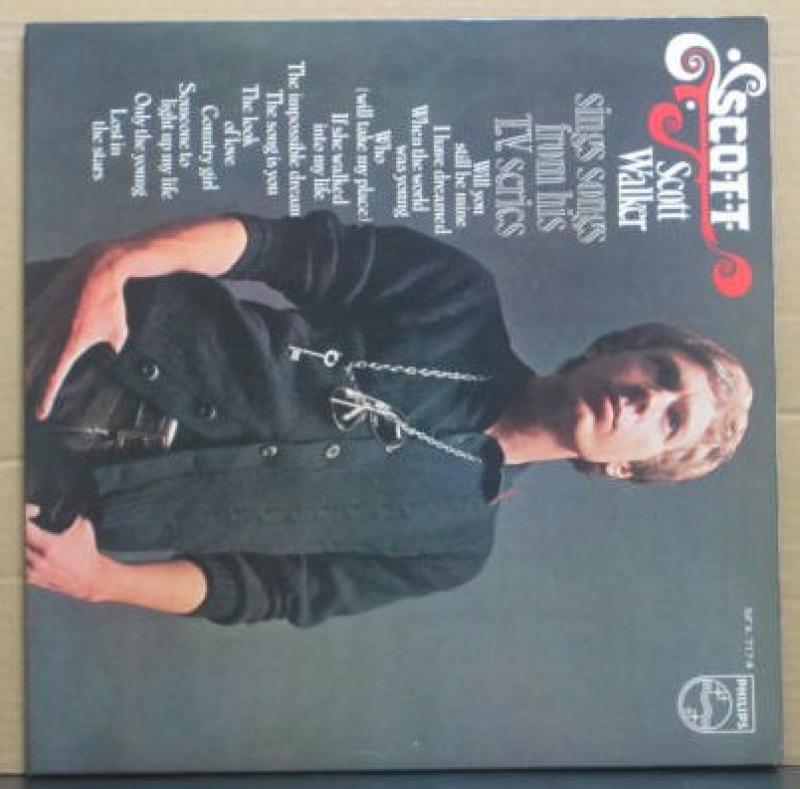 SCOTT
Scott
Walker
sings songs
from his
T.V. series
Will you
still be mine
I have dreamed
When the world
was young
Who
(will take my place)
If she walked
into my life
The impossible dream
The song is you
The look
of love
Country girl
Someone to
light up my life
Only the young
Lost in
the stars
PHILIPS